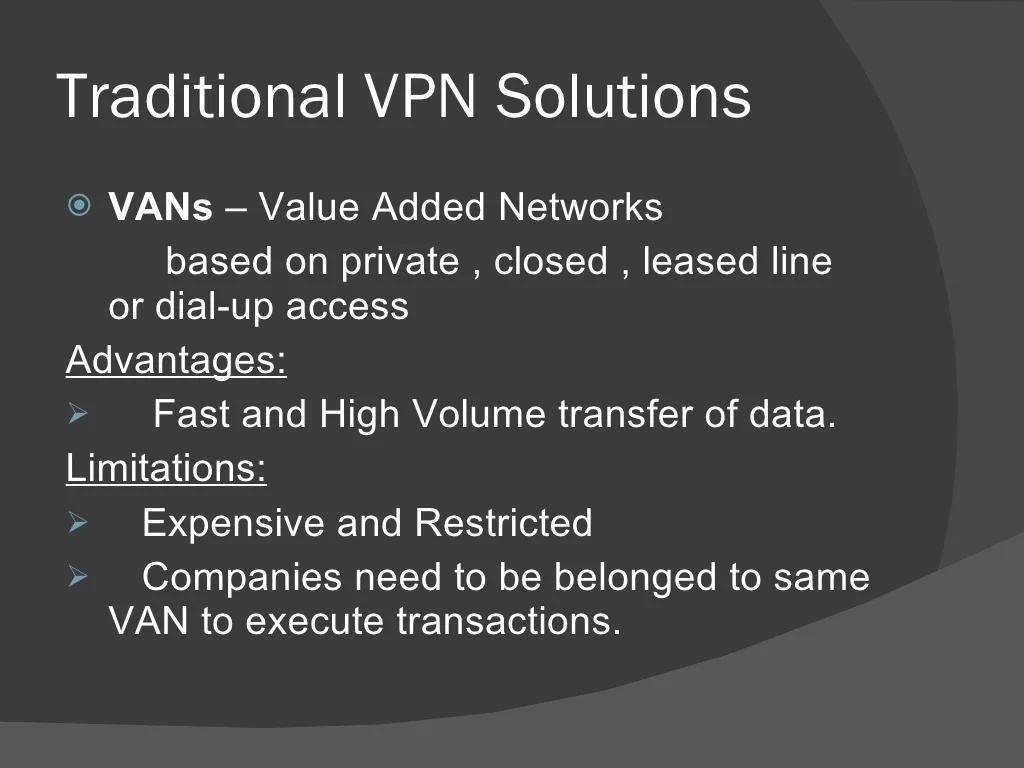 Traditional VPN Solutions
VANs – Value Added Networks
based on private , closed , leased line
or dial-up access
Advantages:
Fast and High Volume transfer of data.
Limitations:
Expensive and Restricted
Companies need to be belonged to same
VAN to execute transactions.